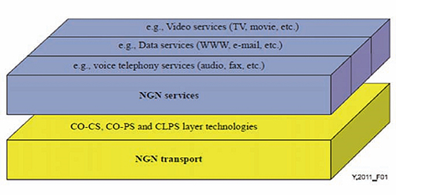 e.g., Video services (TV, movie, etc.)
e.g., Data services (WWW, e-mail, etc.)
e.g., voice telephony services (audio, fax, etc.)
NGN services
CO-CS, CO-PS and CLPS layer technologies
NGN transport
Y.2011_F01